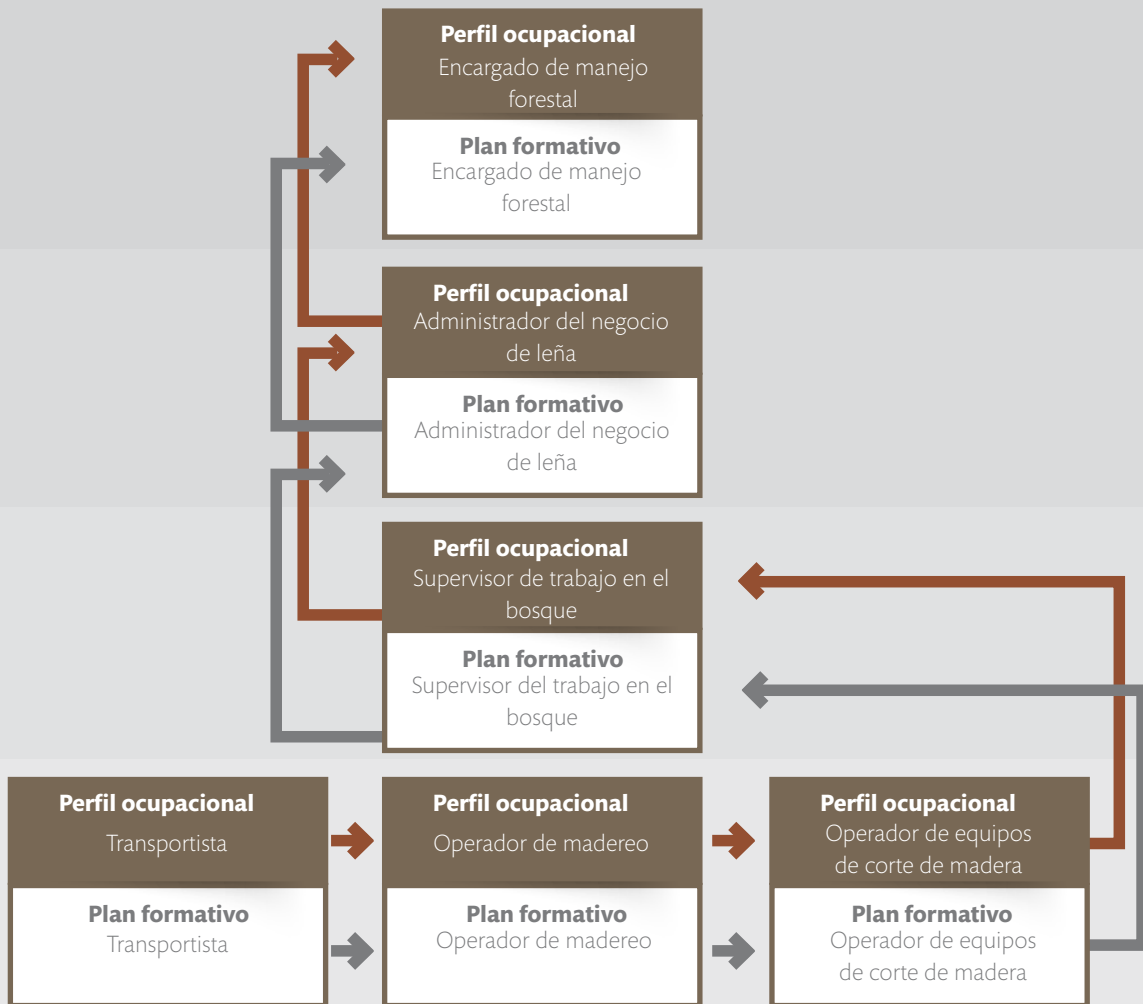 Perfil ocupacional
Encargado de manejo
forestal
Plan formativo
Encargado de manejo
forestal
Perfil ocupacional
Administrador del negocio
de leña
Plan formativo
Administrador del negocio
de leña
Perfil ocupacional
Supervisor de trabajo en el
bosque
Plan formativo
Supervisor del trabajo en el
bosque
Perfil ocupacional
Transportista
Plan formativo
Transportista
Perfil ocupacional
Operador de madereo
Plan formativo
Operador de madereo
Perfil ocupacional
Operador de equipos
de corte de madera
Plan formativo
Operador de equipos
de corte de madera